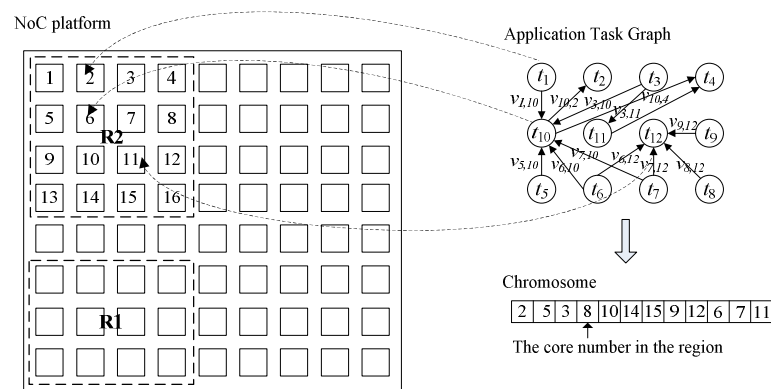 NoC platform
Application Task Graph
1 2 3 4
5 6 7 8
R2
9 10 11 12
13 14 15 16
R1
t1 t2 t3 t4
v1,10 v10,2 v3,10 v10,4
v3,11
t10 t11 t12 t9
v9,12
v5,10 v6,10 v7,10 v6,12 v7,12 v8,12
t5 t6 t7 t8
Chromosome
2 5 3 8 10 14 15 9 12 6 7 11
The core number in the region